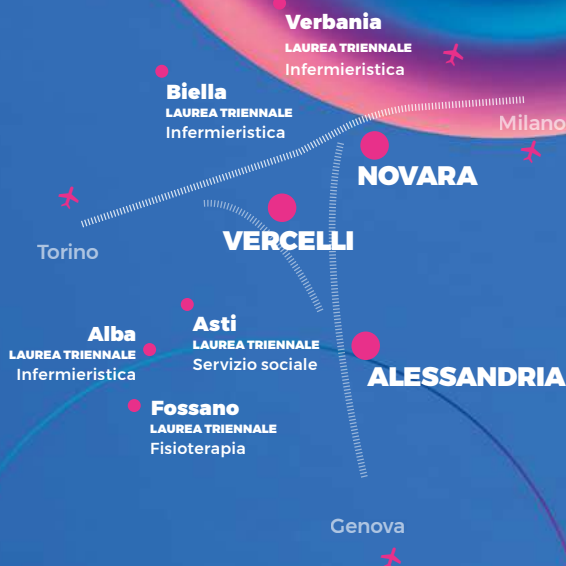 Verbania
LAUREA TRIENNALE
Infermieristica
Biella
LAUREA TRIENNALE
Infermieristica
Milano
NOVARA
VERCELLI
Torino
Asti
LAUREA TRIENNALE
Servizio sociale
Alba
LAUREA TRIENNALE
Infermieristica
ALESSANDRIA
Fossano
LAUREA TRIENNALE
Fisioterapia
Genova